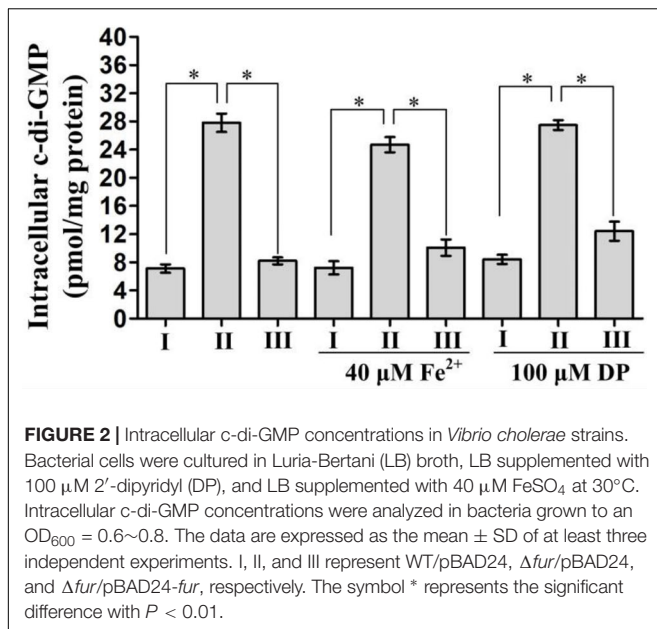 Intracellular c-di-GMP
(pmol/mg protein)
40
36
32
28
24
20
16
12
8
4
0
* * * * * *
I II III I II III I II III
40 μM Fe²⁺ 100 μM DP
FIGURE 2 | Intracellular c-di-GMP concentrations in Vibrio cholerae strains.
Bacterial cells were cultured in Luria-Bertani (LB) broth, LB supplemented with
100 μM 2′-dipyridyl (DP), and LB supplemented with 40 μM FeSO₄ at 30°C.
Intracellular c-di-GMP concentrations were analyzed in bacteria grown to an
OD₆₀₀ = 0.6~0.8. The data are expressed as the mean ± SD of at least three
independent experiments. I, II, and III represent WT/pBAD24, Δfur/pBAD24,
and Δfur/pBAD24-fur, respectively. The symbol * represents the significant
difference with P < 0.01.